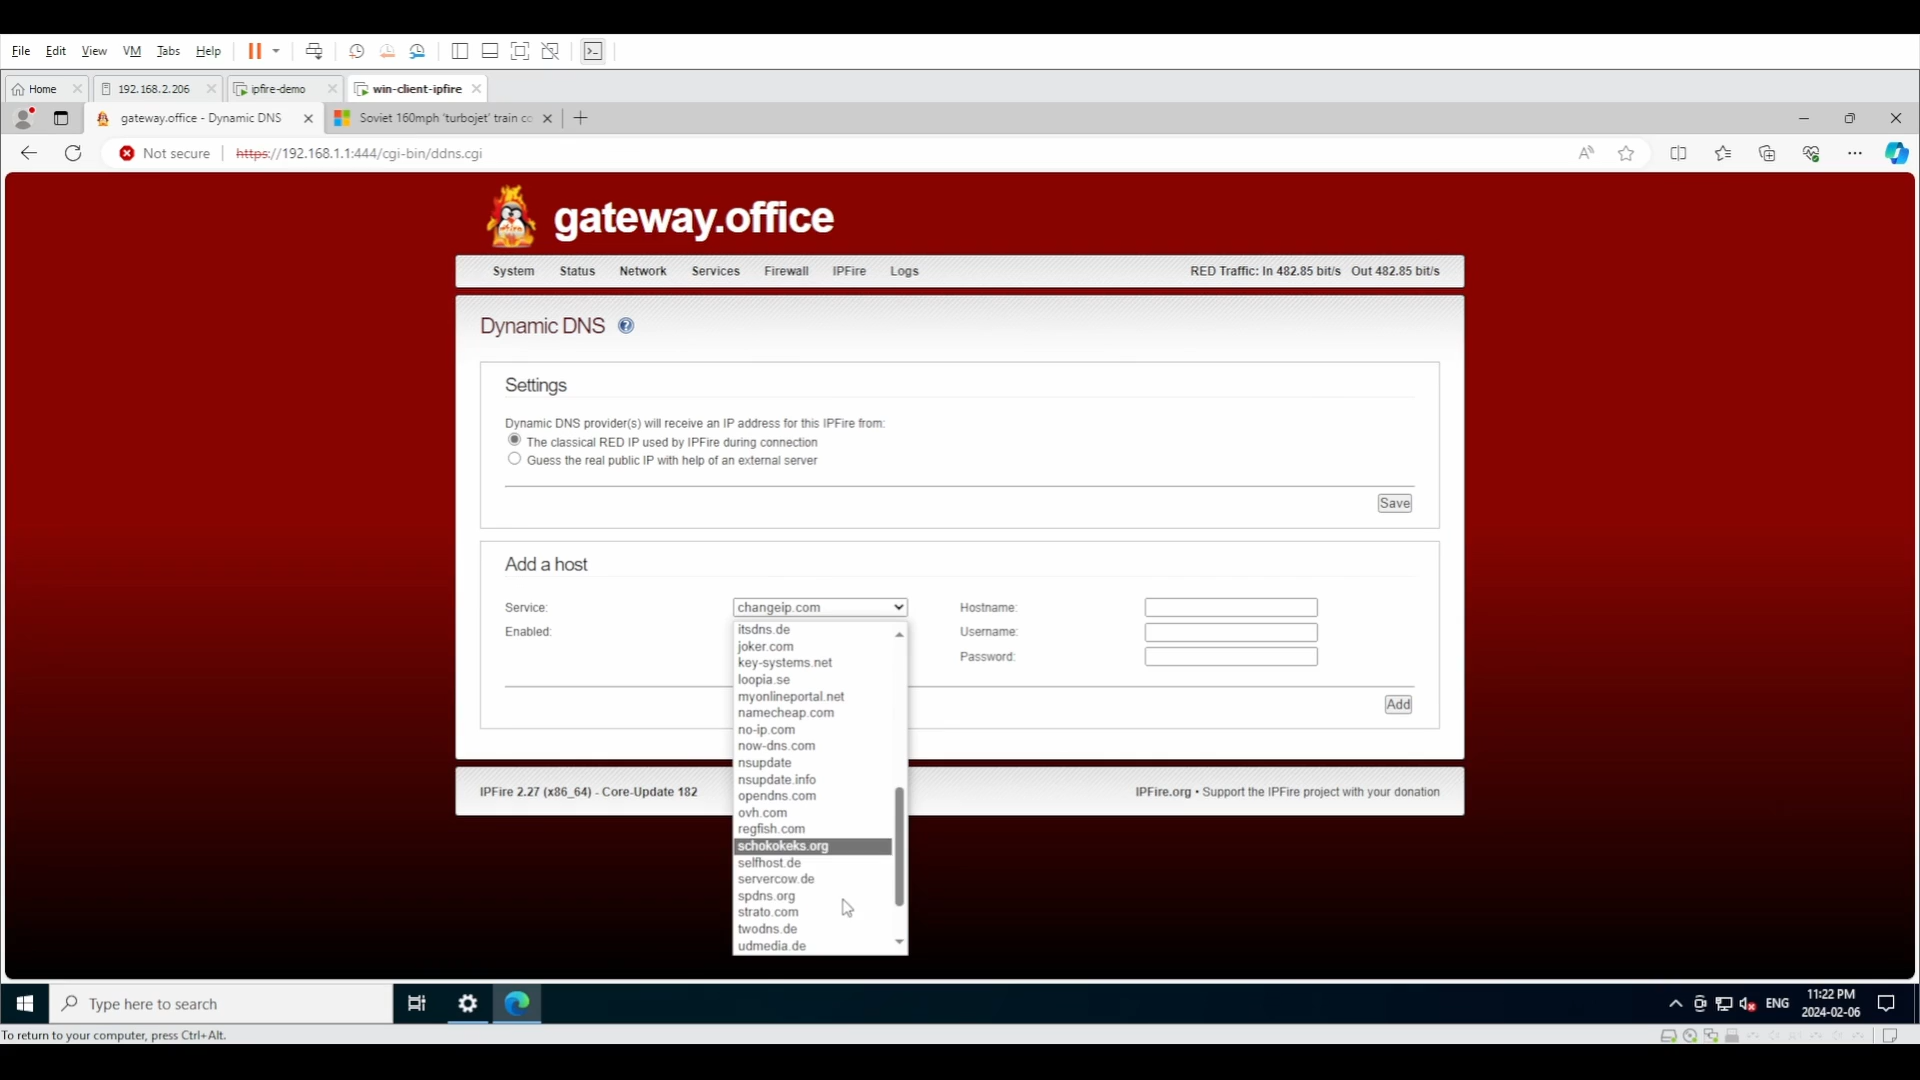 File Edit View VM Tabs Help
Home 192.168.2.206 ipfire-demo win-client-ipfire
gateway.office - Dynamic DNS Soviet 160mph 'turbojet' train co
Not secure https://192.168.1.1:444/cgi-bin/ddns.cgi
gateway.office
System Status Network Services Firewall IPFire Logs RED Traffic: In 482.85 bit/s Out 482.85 bit/s
Dynamic DNS
Settings
Dynamic DNS provider(s) will receive an IP address for this IPFire from:
The classical RED IP used by IPFire during connection
Guess the real public IP with help of an external server
Save
Add a host
Service: changeip.com Hostname:
Enabled: Username:
Password:
itsdns.de
joker.com
key-systems.net
loopia.se
myonlineportal.net
namecheap.com
no-ip.com
now-dns.com
nsupdate
nsupdate.info
opendns.com
ovh.com
regfish.com
schokokeks.org
selfhost.de
servercow.de
spdns.org
strato.com
twodns.de
udmedia.de
Add
IPFire 2.27 (x86_64) - Core-Update 182 IPFire.org • Support the IPFire project with your donation
Type here to search ENG 11:22 PM
2024-02-06
To return to your computer, press Ctrl+Alt.